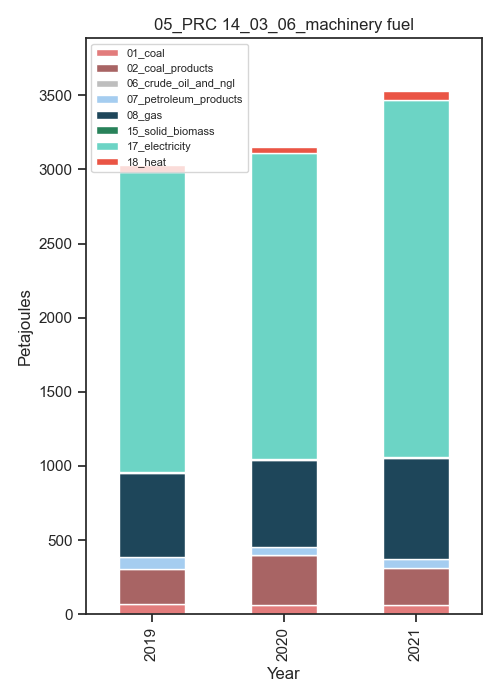 05_PRC 14_03_06_machinery fuel
01_coal
02_coal_products
06_crude_oil_and_ngl
07_petroleum_products
08_gas
15_solid_biomass
17_electricity
18_heat
3500
3000
2500
2000
1500
1000
500
0
Petajoules
2019
2020
2021
Year